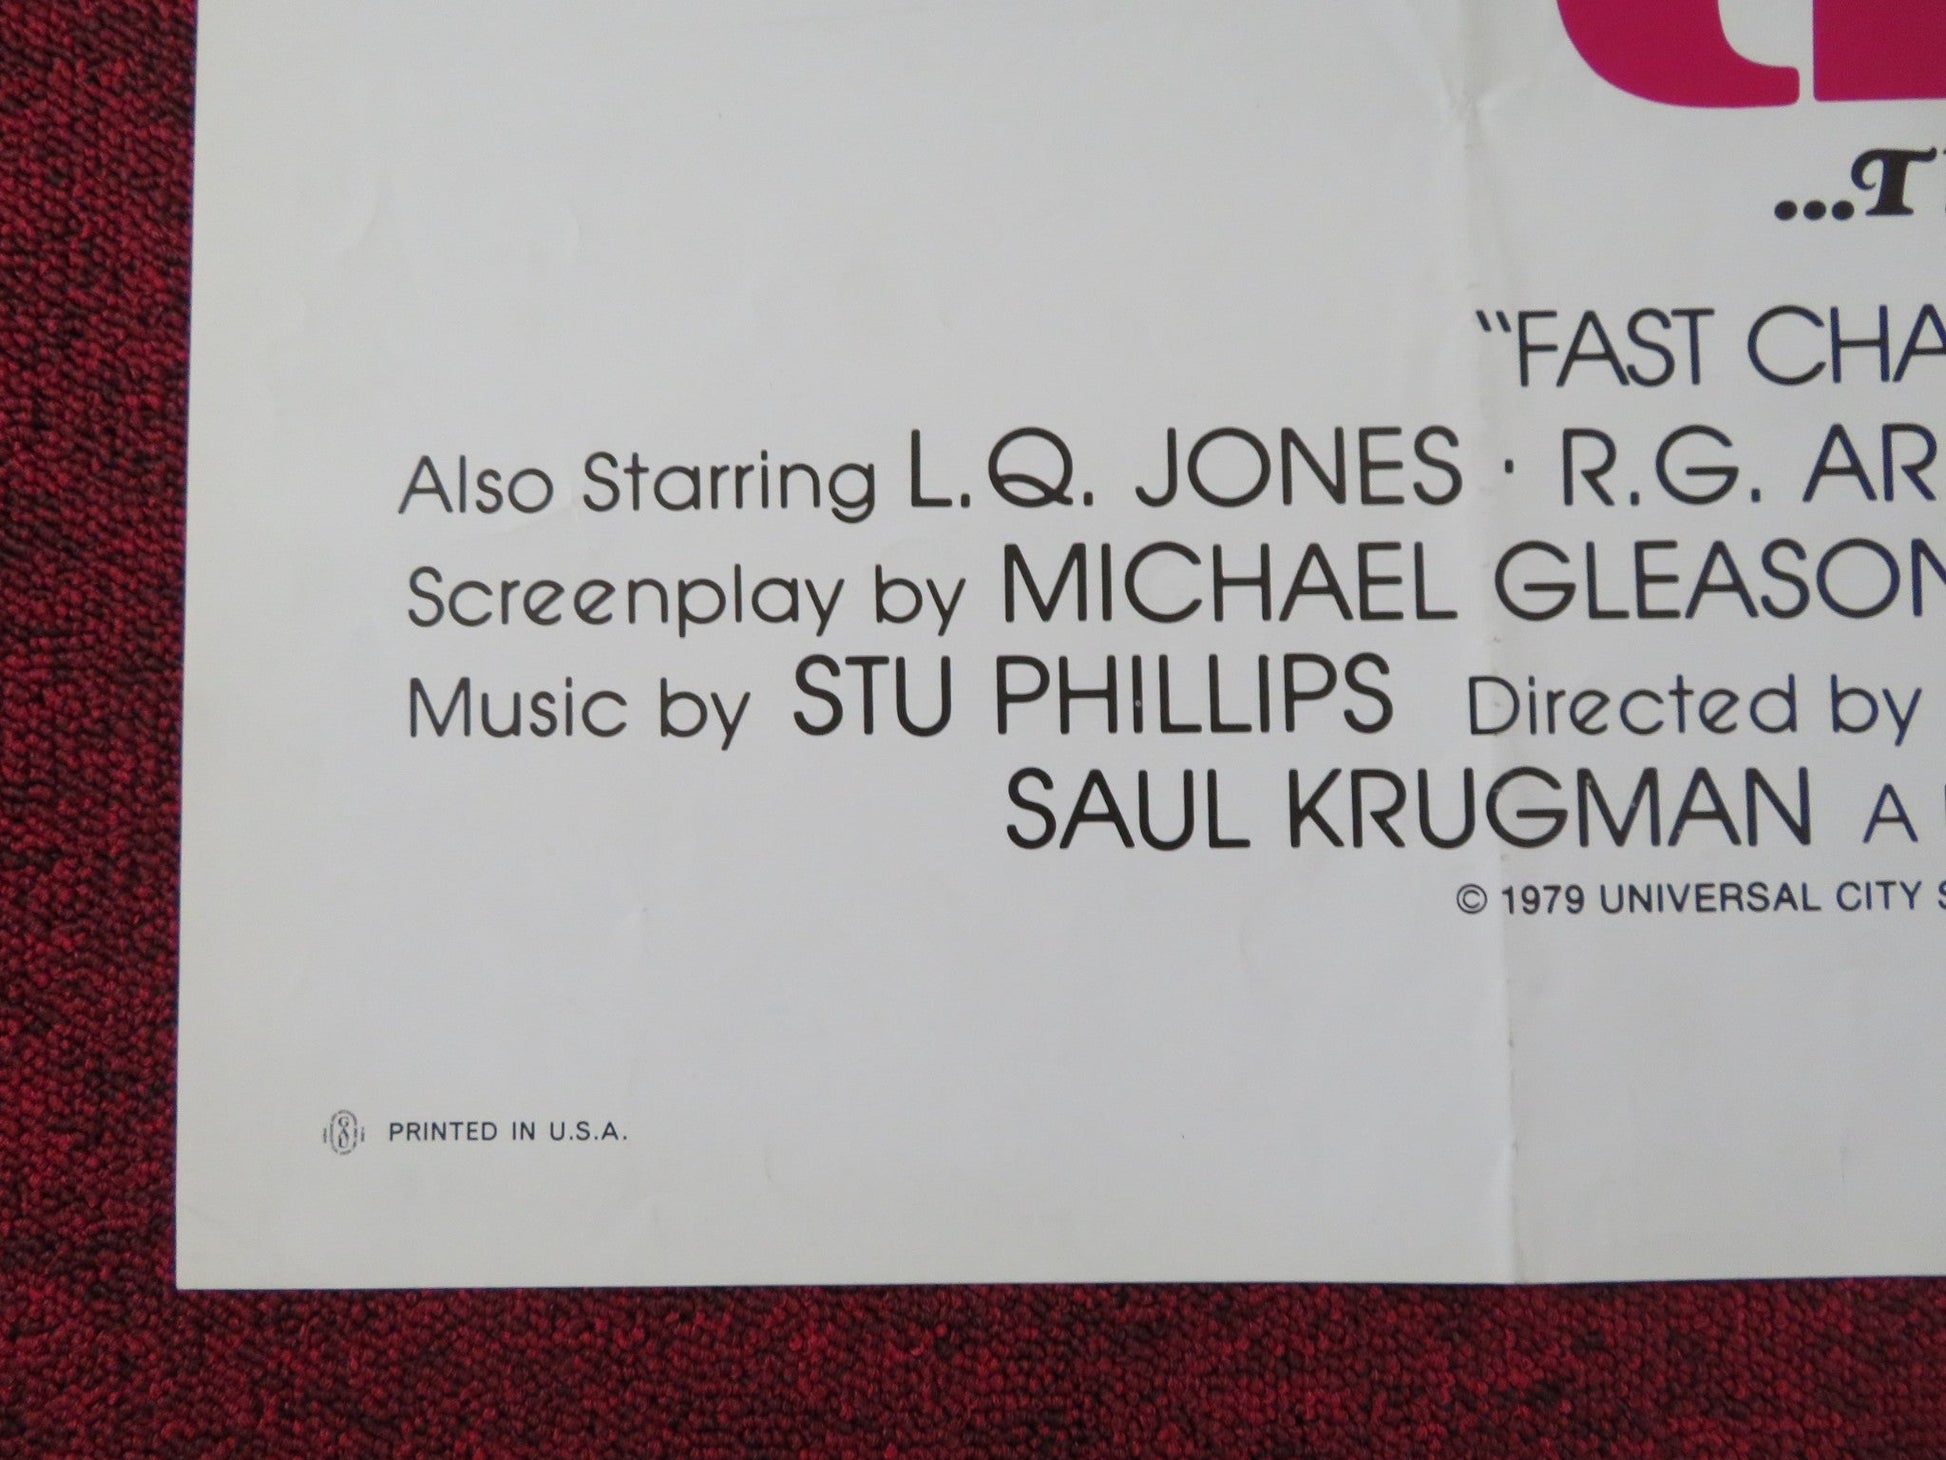 ...T
“FAST CHA
Also Starring L.Q. JONES · R.G. AR
Screenplay by MICHAEL GLEASON
Music by STU PHILLIPS Directed by
SAUL KRUGMAN A
© 1979 UNIVERSAL CITY S
PRINTED IN U.S.A.